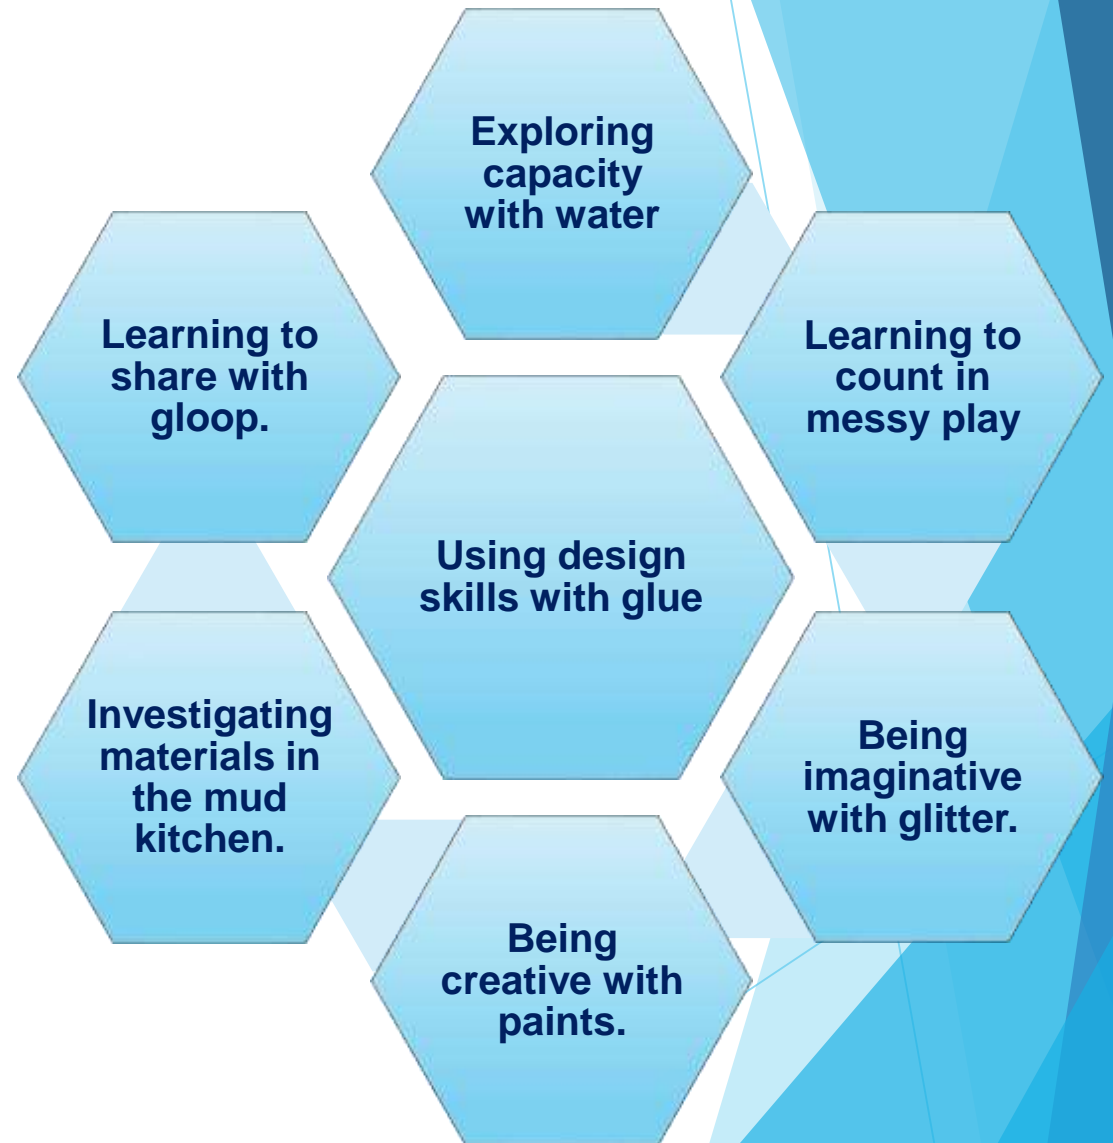 Exploring
capacity
with water
Learning to
share with
gloop.
Learning to
count in
messy play
Using design
skills with glue
Investigating
materials in
the mud
kitchen.
Being
imaginative
with glitter.
Being
creative with
paints.